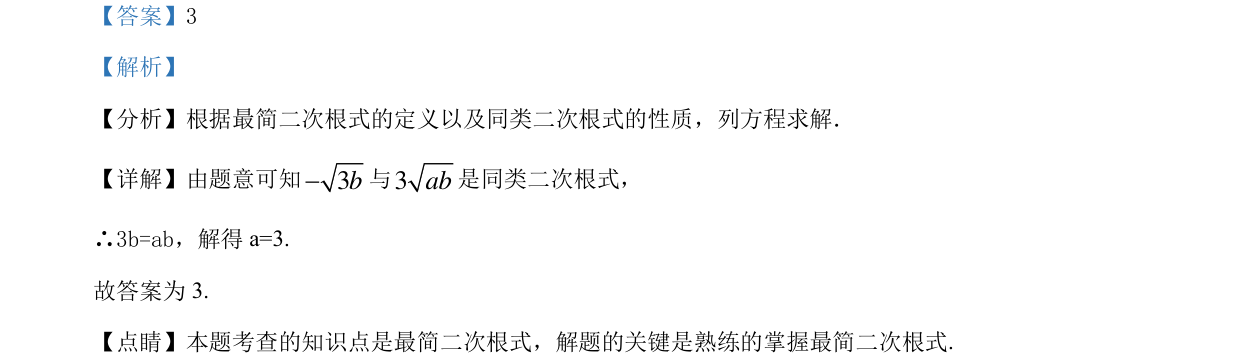 【答案】3
【解析】
【分析】根据最简二次根式的定义以及同类二次根式的性质，列方程求解．
【详解】由题意可知−√3b与3√ab是同类二次根式，
∴3b=ab，解得 a=3.
故答案为 3.
【点睛】本题考查的知识点是最简二次根式，解题的关键是熟练的掌握最简二次根式.